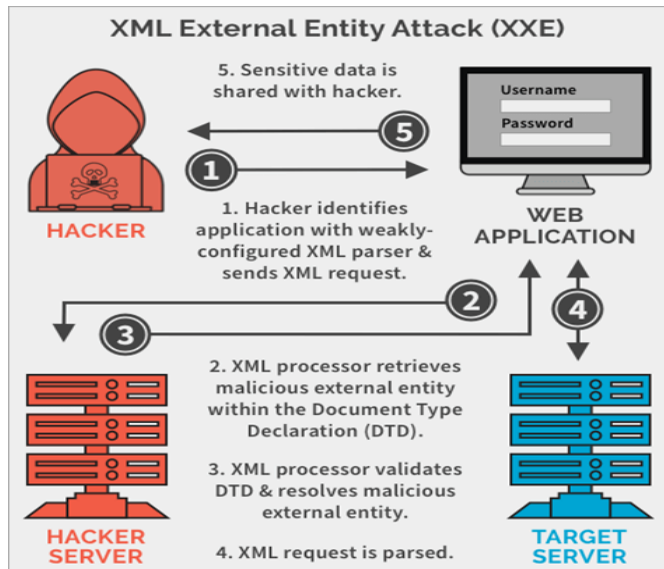 XML External Entity Attack (XXE)
5. Sensitive data is
shared with hacker.
Username
Password
5
1
HACKER
1. Hacker identifies
application with weakly-
configured XML parser &
sends XML request.
WEB
APPLICATION
2
3
4
2. XML processor retrieves
malicious external entity
within the Document Type
Declaration (DTD).
3. XML processor validates
DTD & resolves malicious
external entity.
4. XML request is parsed.
HACKER
SERVER
TARGET
SERVER